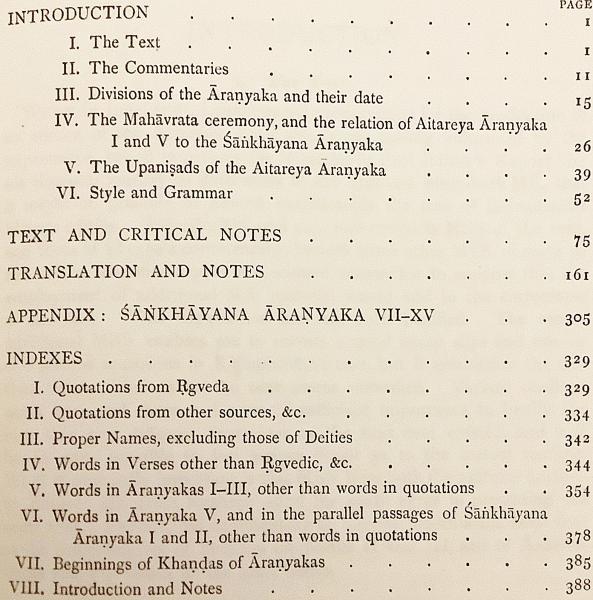 PAGE
INTRODUCTION . . . . . . . . . . 1
I. The Text . . . . . . . . . . 1
II. The Commentaries . . . . . . . . 11
III. Divisions of the Āraṇyaka and their date . . . . 15
IV. The Mahāvrata ceremony, and the relation of Aitareya Āraṇyaka
I and V to the Śāṅkhāyana Āraṇyaka . . . . 26
V. The Upaniṣads of the Aitareya Āraṇyaka . . . . 39
VI. Style and Grammar . . . . . . . . 52
TEXT AND CRITICAL NOTES . . . . . . . 75
TRANSLATION AND NOTES . . . . . . . 161
APPENDIX: ŚĀṄKHĀYANA ĀRAṆYAKA VII–XV . . . 305
INDEXES . . . . . . . . . . . 329
I. Quotations from Ṛgveda . . . . . . . 329
II. Quotations from other sources, &c. . . . . . . 334
III. Proper Names, excluding those of Deities . . . . . 342
IV. Words in Verses other than Ṛgvedic, &c. . . . . . 344
V. Words in Āraṇyakas I–III, other than words in quotations . . 354
VI. Words in Āraṇyaka V, and in the parallel passages of Śāṅkhāyana
Āraṇyaka I and II, other than words in quotations . . . 378
VII. Beginnings of Khaṇḍas of Āraṇyakas . . . . . . 385
VIII. Introduction and Notes . . . . . . . 388